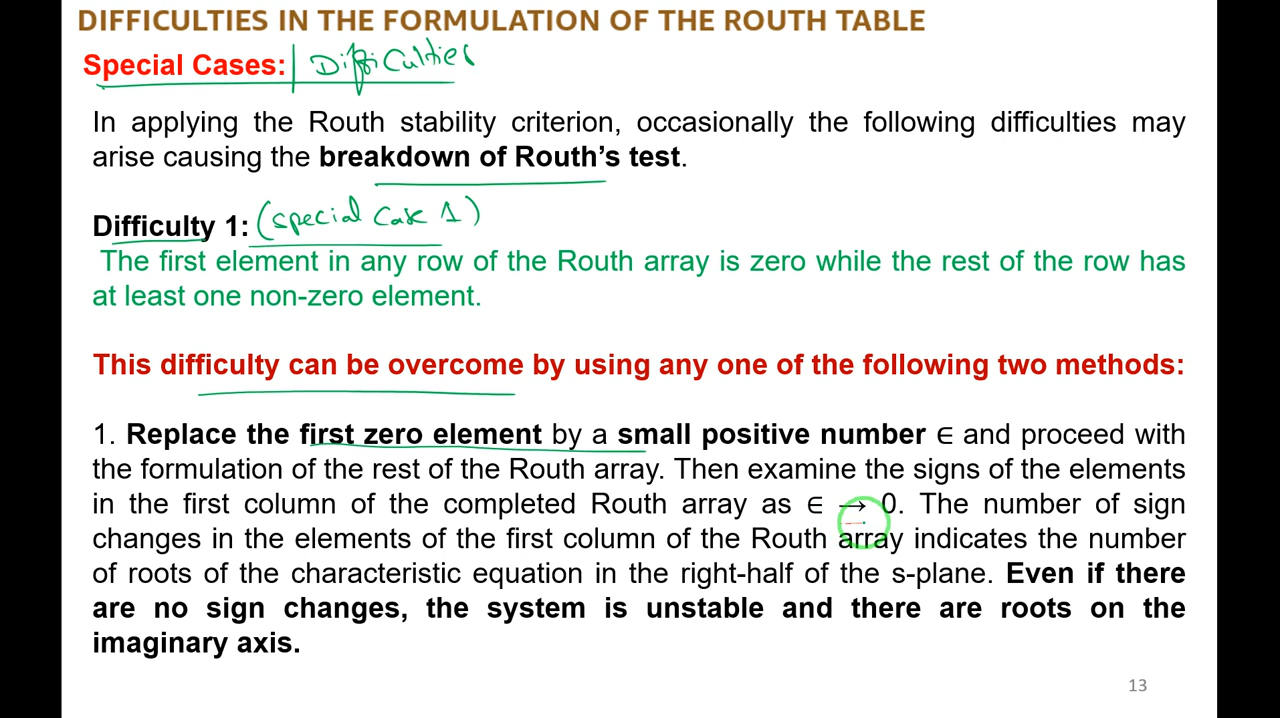 DIFFICULTIES IN THE FORMULATION OF THE ROUTH TABLE
Special Cases: Difficulties
In applying the Routh stability criterion, occasionally the following difficulties may
arise causing the breakdown of Routh’s test.
Difficulty 1: (special case 1)
The first element in any row of the Routh array is zero while the rest of the row has
at least one non-zero element.
This difficulty can be overcome by using any one of the following two methods:
1. Replace the first zero element by a small positive number ∈ and proceed with
the formulation of the rest of the Routh array. Then examine the signs of the elements
in the first column of the completed Routh array as ∈ → 0. The number of sign
changes in the elements of the first column of the Routh array indicates the number
of roots of the characteristic equation in the right-half of the s-plane. Even if there
are no sign changes, the system is unstable and there are roots on the
imaginary axis.
13